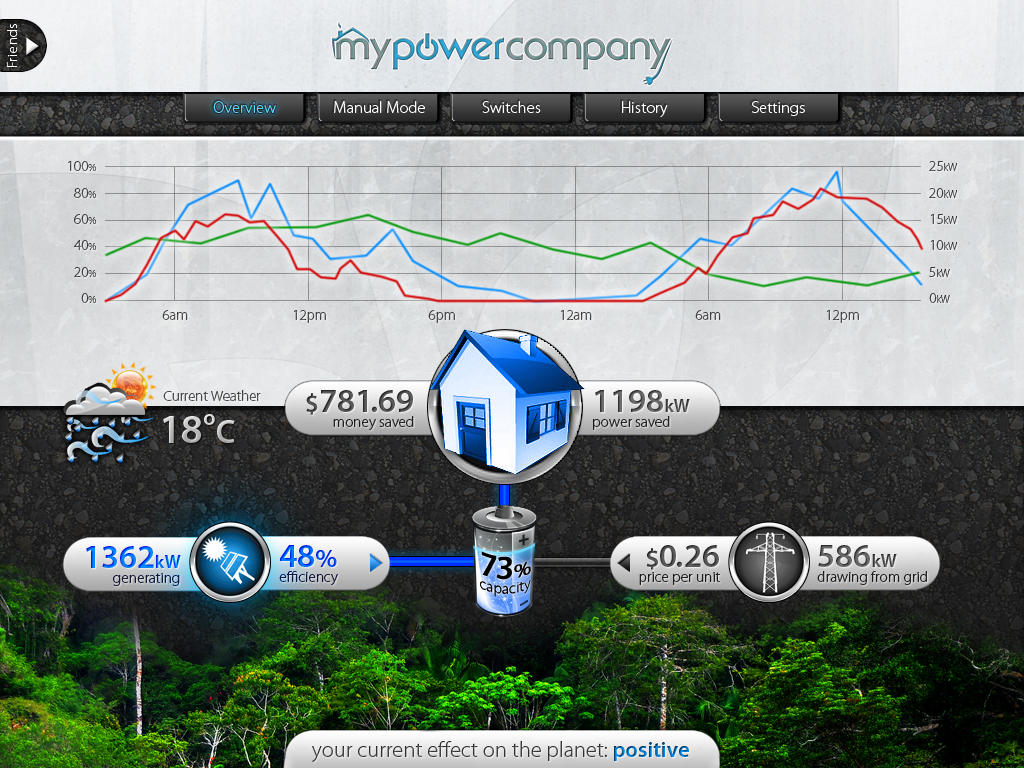 Friends
mypowercompany
Overview
Manual Mode
Switches
History
Settings
100%
80%
60%
40%
20%
0%
25kW
20kW
15kW
10kW
5kW
0kW
6am
12pm
6pm
12am
6am
12pm
Current Weather
18°C
$781.69
money saved
1198kW
power saved
1362kW
generating
48%
efficiency
+
73%
capacity
-
$0.26
price per unit
586kW
drawing from grid
your current effect on the planet: positive